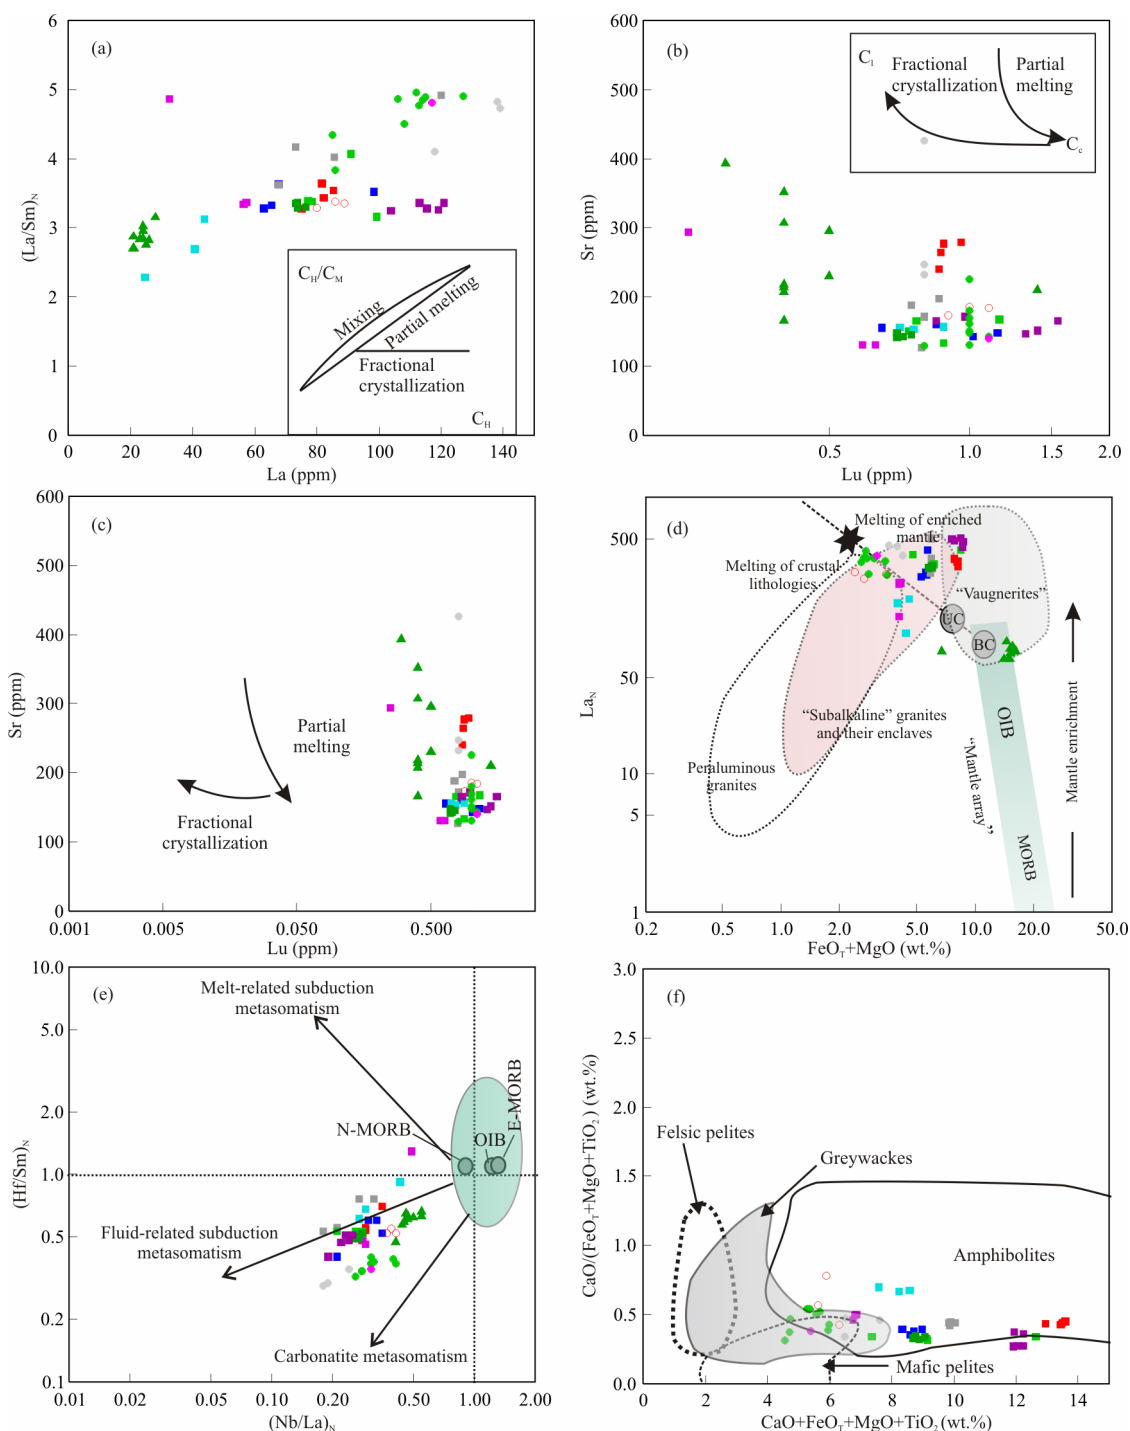 (a)
6
5
4
3
2
1
0
(La/Sm)N
0
20
40
60
80
100
120
140
La (ppm)
CH/CM
Mixing
Partial melting
Fractional
crystallization
CH
(b)
600
500
400
300
200
100
0
Sr (ppm)
0.5
1.0
1.5
2.0
Lu (ppm)
Cl
Fractional
crystallization
Partial
melting
Cc
(c)
600
500
400
300
200
100
0
Sr (ppm)
0.001
0.005
0.050
0.500
Lu (ppm)
Partial
melting
Fractional
crystallization
(d)
500
50
10
5
1
LaN
0.2
0.5
1.0
2.0
5.0
10.0
20.0
50.0
FeOT+MgO (wt.%)
Melting of enriched
mantle
Melting of crustal
lithologies
“Vaugnerites”
UC
BC
“Subalkaline” granites
and their enclaves
Peraluminous
granites
OIB
“Mantle array”
MORB
Mantle enrichment
(e)
10.0
5.0
2.0
1.0
0.5
0.2
0.1
(Hf/Sm)N
0.01
0.02
0.05
0.10
0.20
0.50
1.00
2.00
(Nb/La)N
Melt-related subduction
metasomatism
N-MORB
OIB
E-MORB
Fluid-related subduction
metasomatism
Carbonatite metasomatism
(f)
3.0
2.5
2.0
1.5
1.0
0.5
0.0
CaO/(FeOT+MgO+TiO2) (wt.%)
0
2
4
6
8
10
12
14
CaO+FeOT+MgO+TiO2 (wt.%)
Felsic pelites
Greywackes
Amphibolites
Mafic pelites